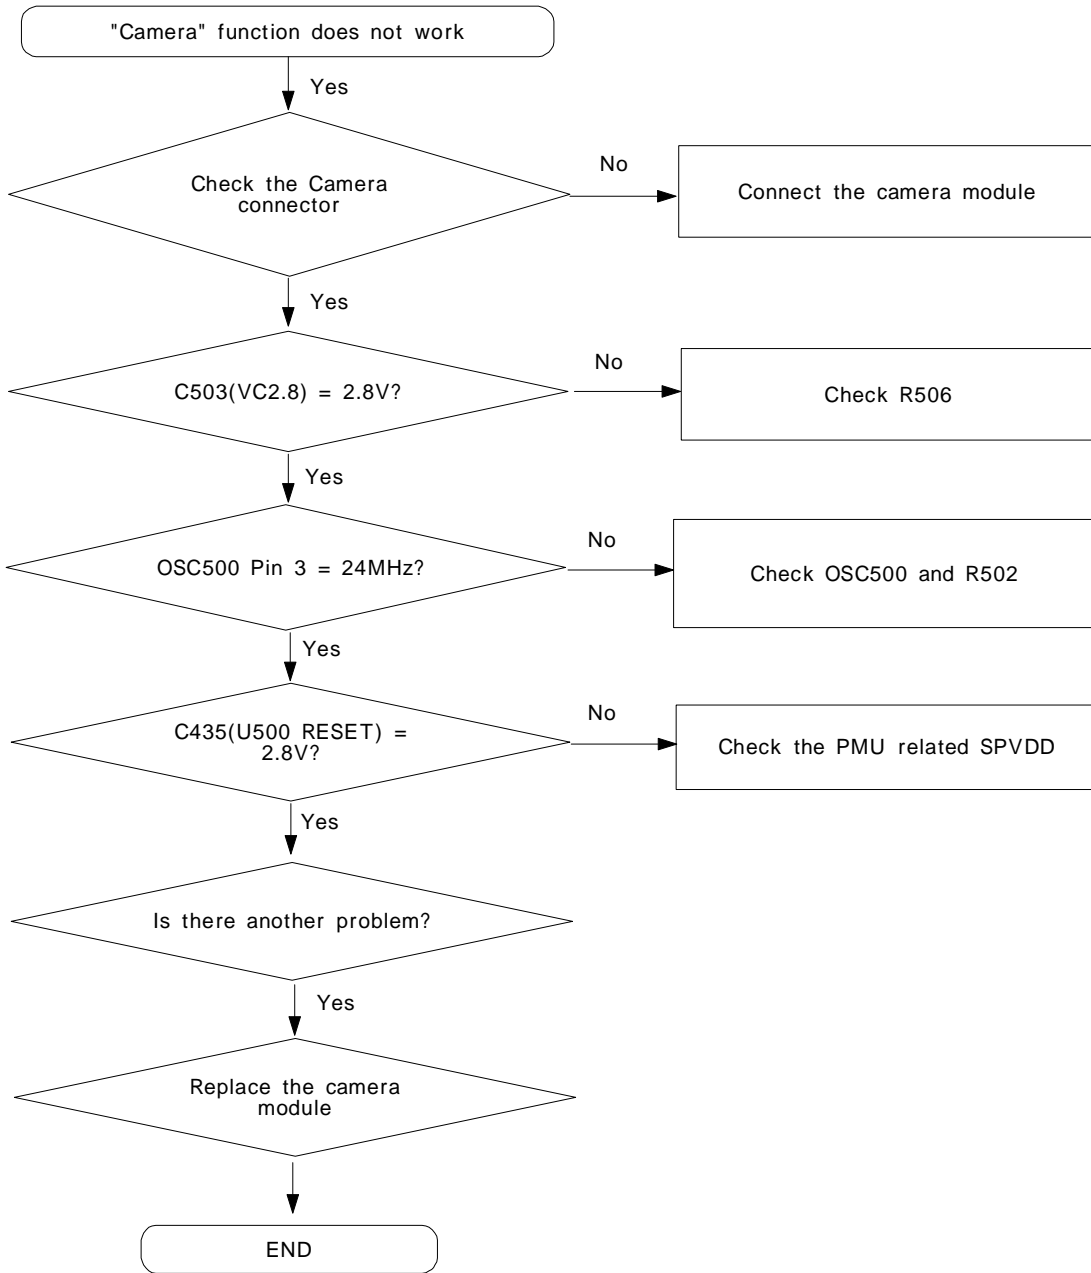 "Camera" function does not work
Yes
Check the Camera
connector
No
Connect the camera module
Yes
C503(VC2.8) = 2.8V?
No
Check R506
Yes
OSC500 Pin 3 = 24MHz?
No
Check OSC500 and R502
Yes
C435(U500 RESET) =
2.8V?
No
Check the PMU related SPVDD
Yes
Is there another problem?
Yes
Replace the camera
module
END